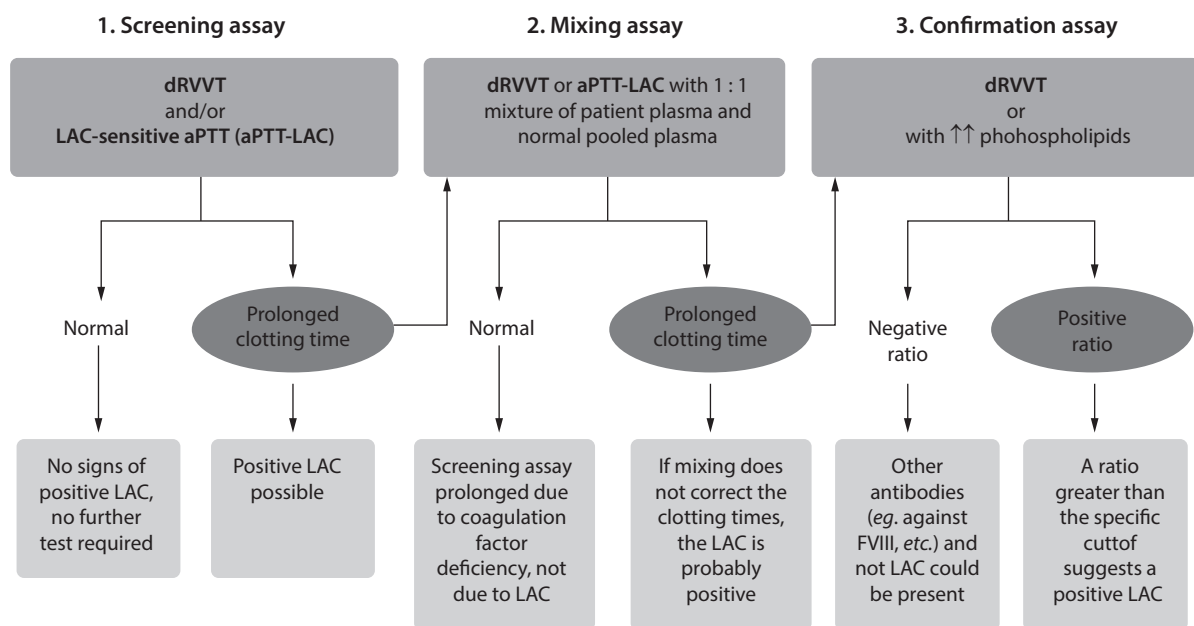 1. Screening assay
2. Mixing assay
3. Confirmation assay
dRVVT
and/or
LAC-sensitive aPTT (aPTT-LAC)
dRVVT or aPTT-LAC with 1 : 1
mixture of patient plasma and
normal pooled plasma
dRVVT
or
with ↑↑ phohospholipids
Normal
Prolonged
clotting time
Normal
Prolonged
clotting time
Negative
ratio
Positive
ratio
No signs of
positive LAC,
no further
test required
Positive LAC
possible
Screening assay
prolonged due
to coagulation
factor
deficiency, not
due to LAC
If mixing does
not correct the
clotting times,
the LAC is
probably
positive
Other
antibodies
(eg. against
FVIII, etc.) and
not LAC could
be present
A ratio
greater than
the specific
cuttof
suggests a
positive LAC